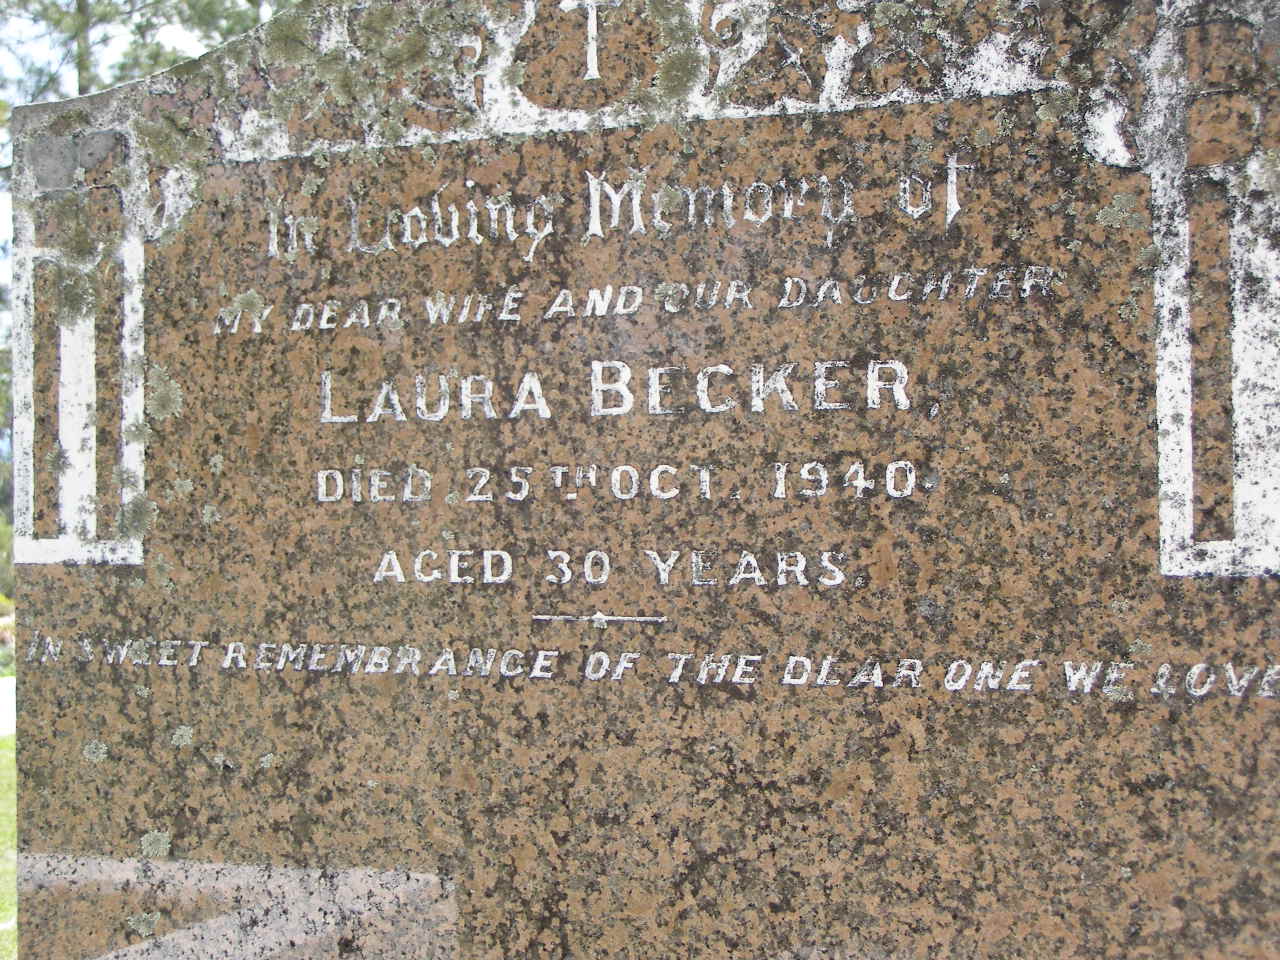 In Loving Memory of
MY DEAR WIFE AND OUR DAUGHTER
LAURA BECKER,
DIED 25TH OCT. 1940.
AGED 30 YEARS.
IN SWEET REMEMBRANCE OF THE DEAR ONE WE LOVE